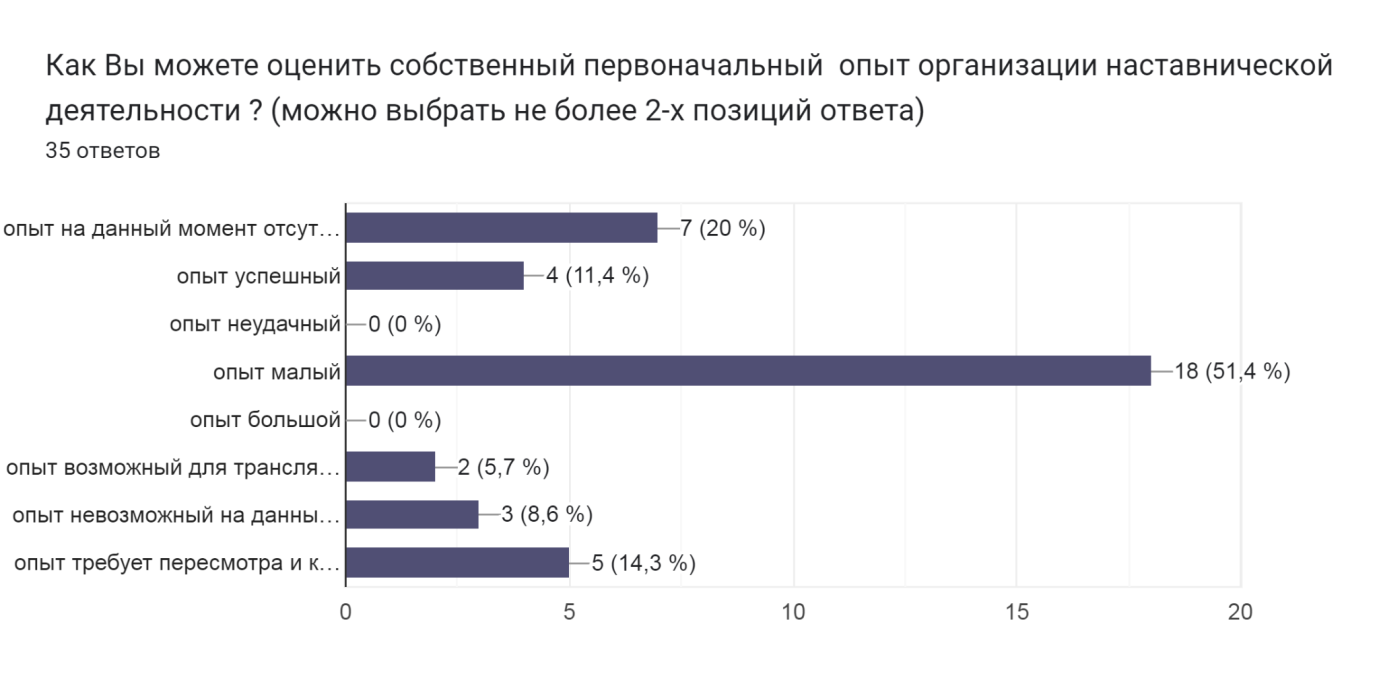 Как Вы можете оценить собственный первоначальный  опыт организации наставнической
деятельности ? (можно выбрать не более 2-х позиций ответа)
35 ответов
опыт на данный момент отсут… 7 (20 %)
опыт успешный 4 (11,4 %)
опыт неудачный 0 (0 %)
опыт малый 18 (51,4 %)
опыт большой 0 (0 %)
опыт возможный для трансля… 2 (5,7 %)
опыт невозможный на данны… 3 (8,6 %)
опыт требует пересмотра и к… 5 (14,3 %)
0 5 10 15 20